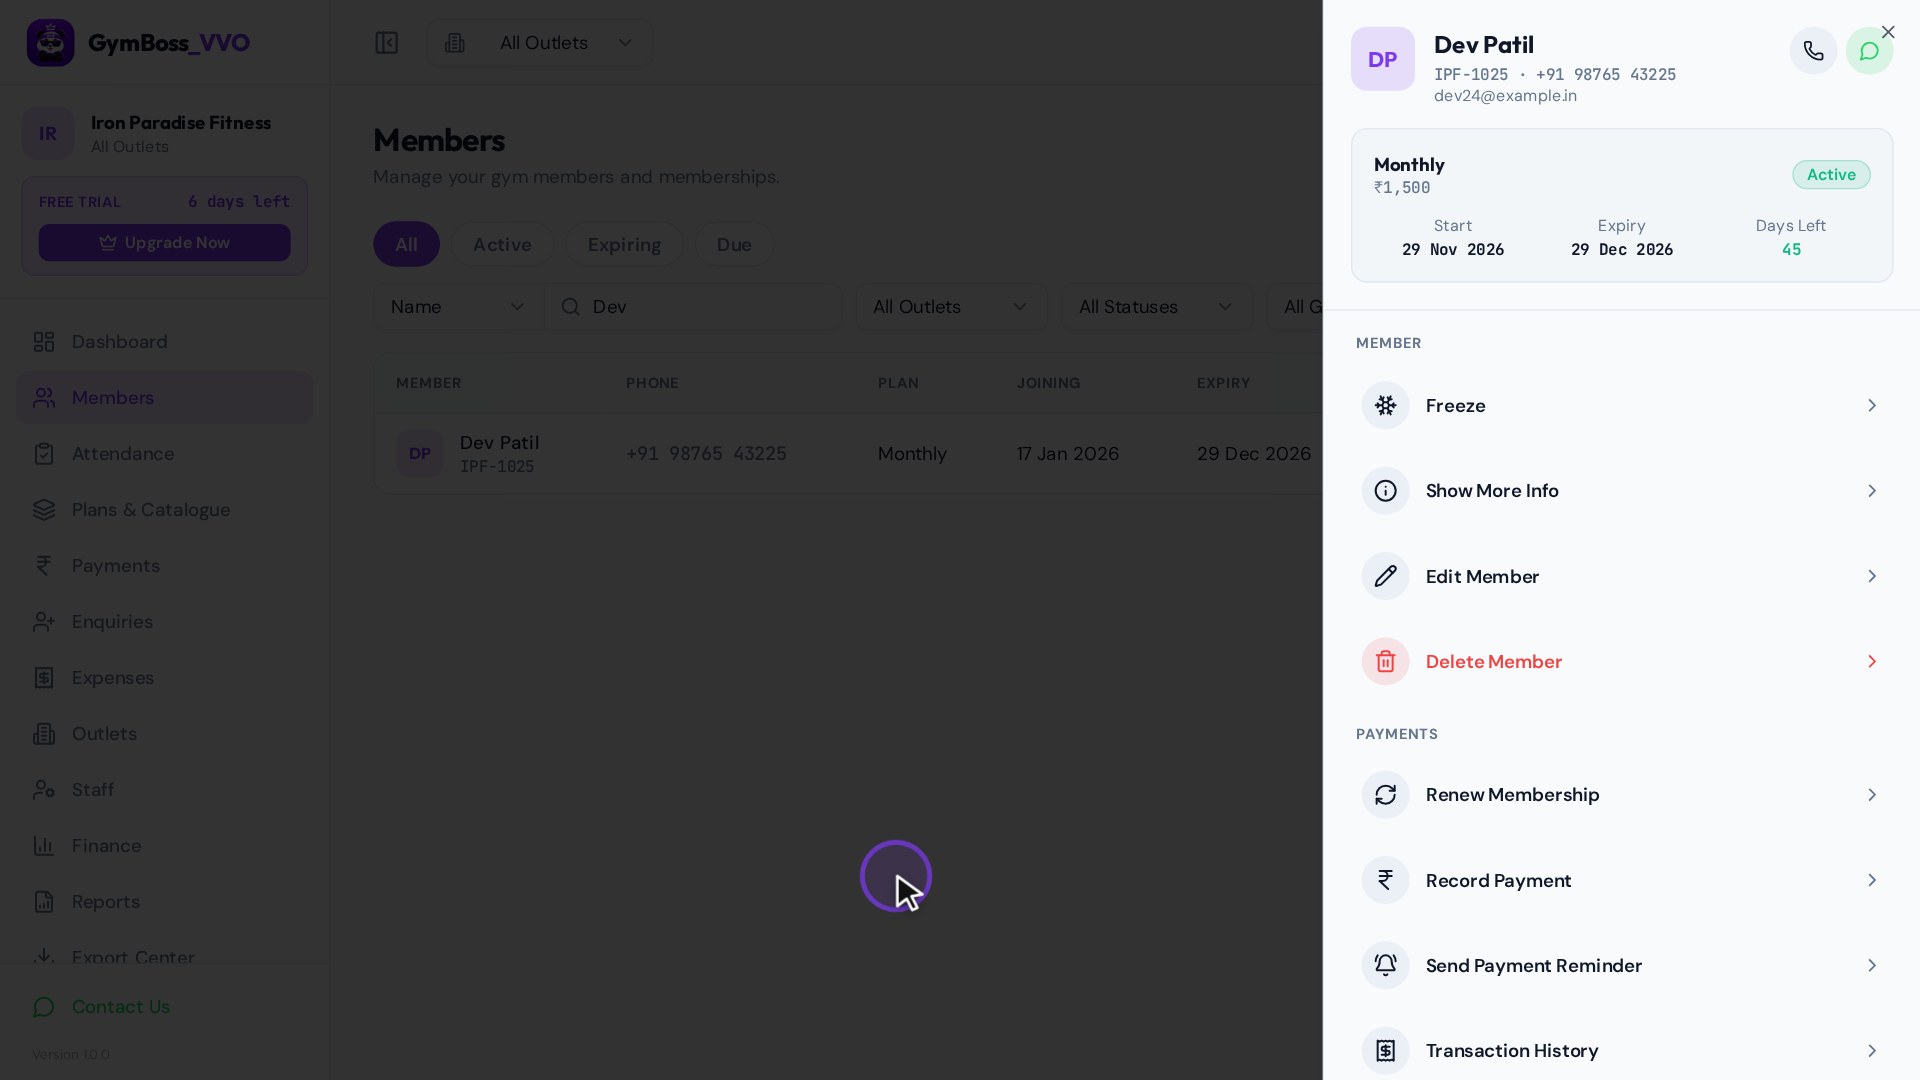 GymBoss_VVO
IR
Iron Paradise Fitness
All Outlets
FREE TRIAL
6 days left
Upgrade Now
Dashboard
Members
Attendance
Plans & Catalogue
Payments
Enquiries
Expenses
Outlets
Staff
Finance
Reports
Export Center
Contact Us
Version 1.0.0
All Outlets
Members
Manage your gym members and memberships.
All
Active
Expiring
Due
Name
Dev
All Outlets
All Statuses
All G
MEMBER
PHONE
PLAN
JOINING
EXPIRY
DP
Dev Patil
IPF-1025
+91 98765 43225
Monthly
17 Jan 2026
29 Dec 2026
DP
Dev Patil
IPF-1025 · +91 98765 43225
dev24@example.in
Monthly
₹1,500
Active
Start
Expiry
Days Left
29 Nov 2026
29 Dec 2026
45
MEMBER
Freeze
Show More Info
Edit Member
Delete Member
PAYMENTS
Renew Membership
Record Payment
Send Payment Reminder
Transaction History